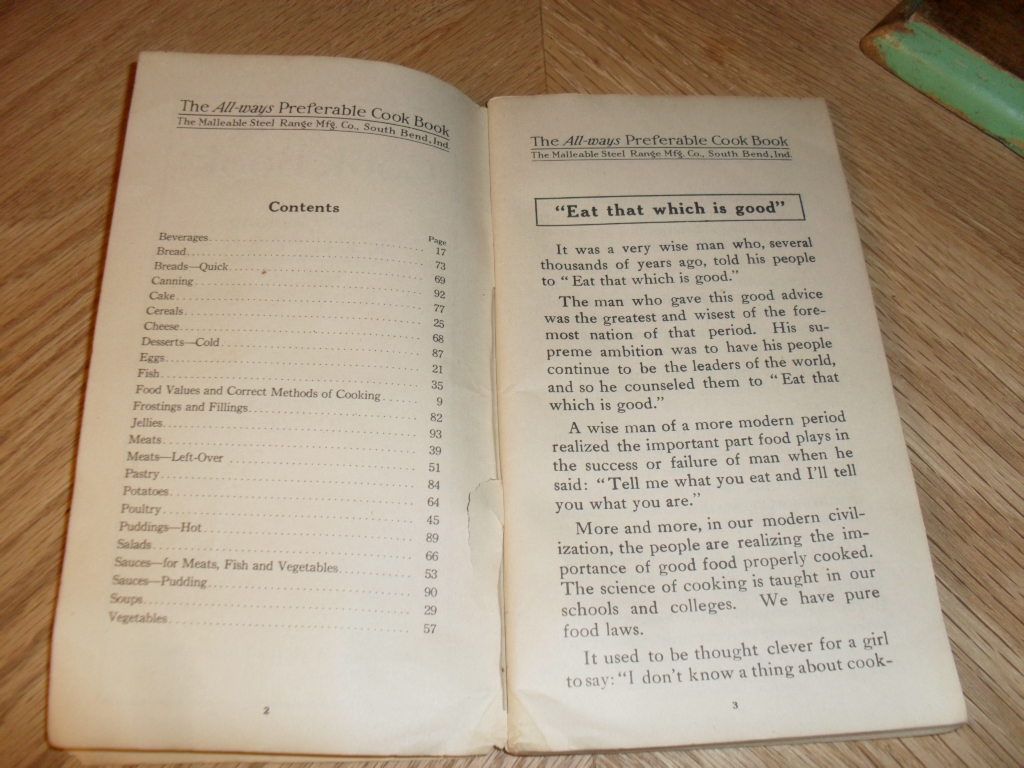 The All-ways Preferable Cook Book
The Malleable Steel Range Mfg. Co., South Bend, Ind.
Contents
Page
Beverages 17
Bread 73
Breads—Quick 69
Canning 92
Cake 77
Cereals 25
Cheese 68
Desserts—Cold 87
Eggs 21
Fish 35
Food Values and Correct Methods of Cooking 9
Frostings and Fillings 82
Jellies 93
Meats 39
Meats—Left-Over 51
Pastry 84
Potatoes 64
Poultry 45
Puddings—Hot 89
Salads 66
Sauces—for Meats, Fish and Vegetables 53
Sauces—Pudding 90
Soups 29
Vegetables 57
2
The All-ways Preferable Cook Book
The Malleable Steel Range Mfg. Co., South Bend, Ind.
"Eat that which is good"
It was a very wise man who, several
thousands of years ago, told his people
to "Eat that which is good."
The man who gave this good advice
was the greatest and wisest of the fore-
most nation of that period. His su-
preme ambition was to have his people
continue to be the leaders of the world,
and so he counseled them to "Eat that
which is good."
A wise man of a more modern period
realized the important part food plays in
the success or failure of man when he
said: "Tell me what you eat and I'll tell
you what you are."
More and more, in our modern civil-
ization, the people are realizing the im-
portance of good food properly cooked.
The science of cooking is taught in our
schools and colleges. We have pure
food laws.
It used to be thought clever for a girl
to say: "I don't know a thing about cook-
3